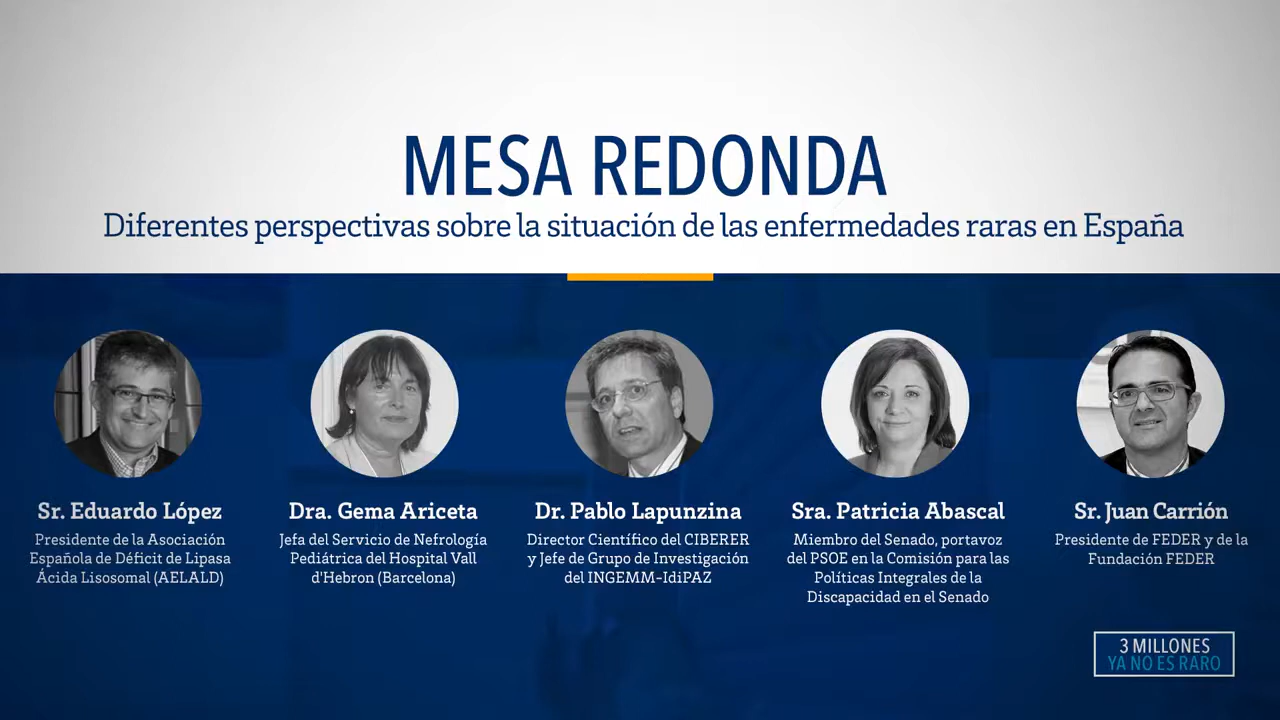 MESA REDONDA
Diferentes perspectivas sobre la situación de las enfermedades raras en España
Sr. Eduardo López
Presidente de la Asociación
Española de Déficit de Lipasa
Ácida Lisosomal (AELALD)
Dra. Gema Ariceta
Jefa del Servicio de Nefrología
Pediátrica del Hospital Vall
d'Hebron (Barcelona)
Dr. Pablo Lapunzina
Director Científico del CIBERER
y Jefe de Grupo de Investigación
del INGEMM-IdiPAZ
Sra. Patricia Abascal
Miembro del Senado, portavoz
del PSOE en la Comisión para las
Políticas Integrales de la
Discapacidad en el Senado
Sr. Juan Carrión
Presidente de FEDER y de la
Fundación FEDER
3 MILLONES
YA NO ES RARO